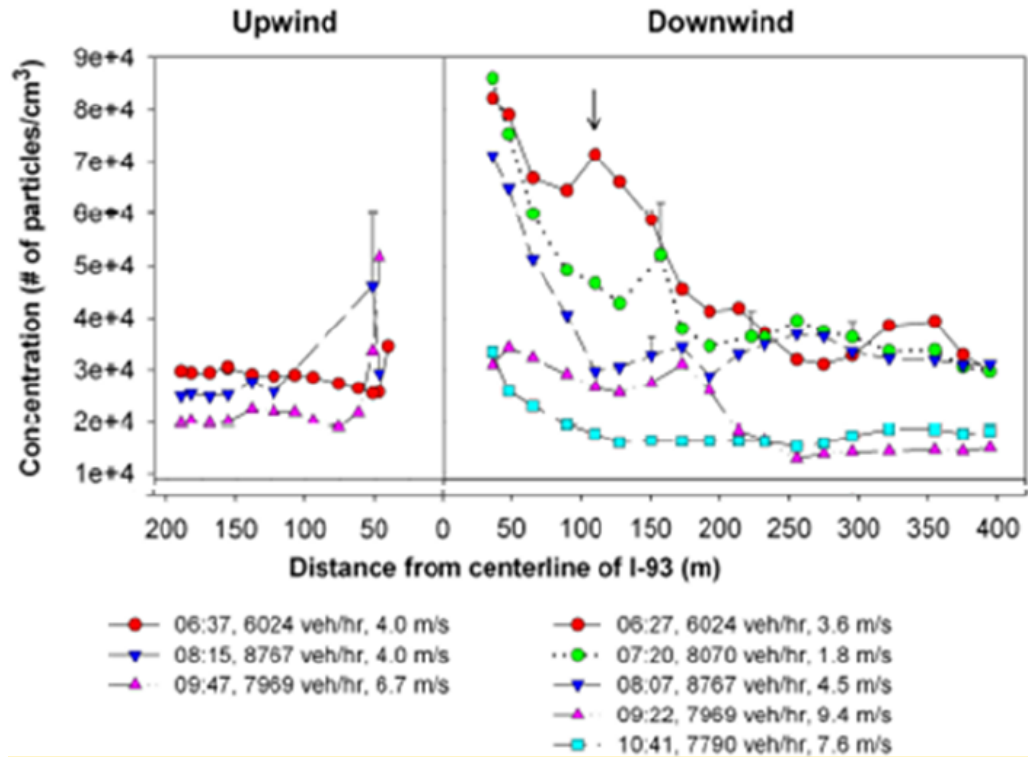 Upwind Downwind
Concentration (# of particles/cm³)
9e+4
8e+4
7e+4
6e+4
5e+4
4e+4
3e+4
2e+4
1e+4
200 150 100 50 0 50 100 150 200 250 300 350 400
Distance from centerline of I-93 (m)
06:37, 6024 veh/hr, 4.0 m/s
08:15, 8767 veh/hr, 4.0 m/s
09:47, 7969 veh/hr, 6.7 m/s
06:27, 6024 veh/hr, 3.6 m/s
07:20, 8070 veh/hr, 1.8 m/s
08:07, 8767 veh/hr, 4.5 m/s
09:22, 7969 veh/hr, 9.4 m/s
10:41, 7790 veh/hr, 7.6 m/s